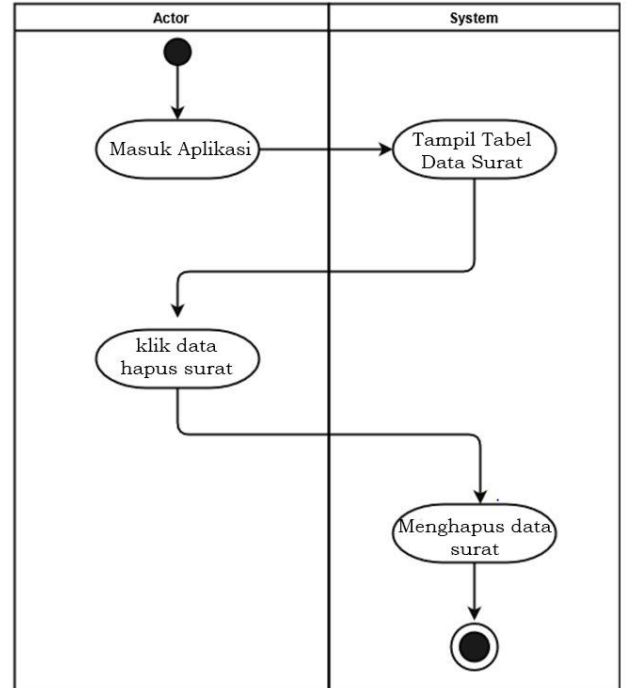 Actor
System
Masuk Aplikasi
Tampil Tabel
Data Surat
klik data
hapus surat
Menghapus data
surat